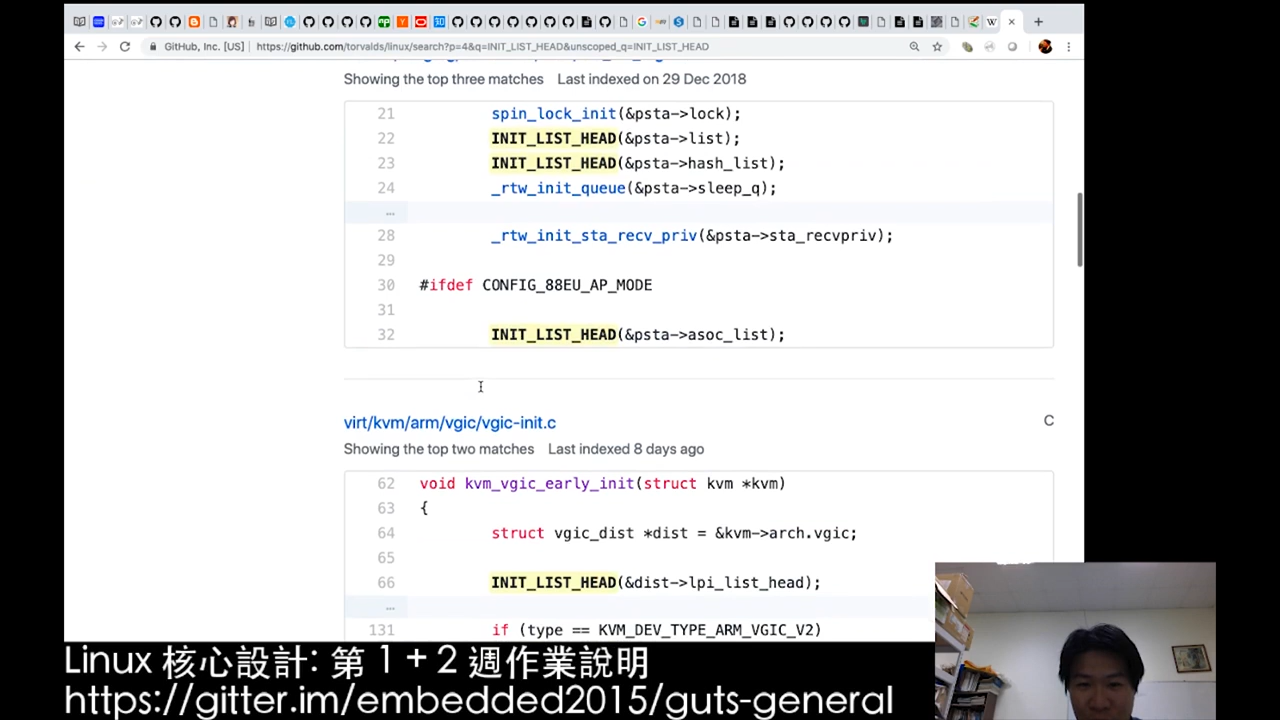 GitHub, Inc. [US]
https://github.com/torvalds/linux/search?p=4&q=INIT_LIST_HEAD&unscoped_q=INIT_LIST_HEAD
Showing the top three matches Last indexed on 29 Dec 2018
21 spin_lock_init(&psta->lock);
22 INIT_LIST_HEAD(&psta->list);
23 INIT_LIST_HEAD(&psta->hash_list);
24 _rtw_init_queue(&psta->sleep_q);
…
28 _rtw_init_sta_recv_priv(&psta->sta_recvpriv);
29
30 #ifdef CONFIG_88EU_AP_MODE
31
32 INIT_LIST_HEAD(&psta->asoc_list);
virt/kvm/arm/vgic/vgic-init.c C
Showing the top two matches Last indexed 8 days ago
62 void kvm_vgic_early_init(struct kvm *kvm)
63 {
64 struct vgic_dist *dist = &kvm->arch.vgic;
65
66 INIT_LIST_HEAD(&dist->lpi_list_head);
…
131 if (type == KVM_DEV_TYPE_ARM_VGIC_V2)
Linux 核心設計: 第 1 + 2 週作業說明
https://gitter.im/embedded2015/guts-general